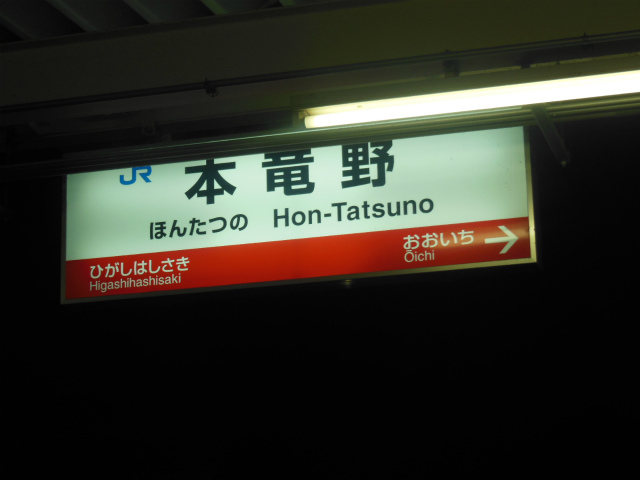 JR 本竜野
ほんたつの Hon-Tatsuno
ひがしはしさき おおいち →
Higashihashisaki Ōichi